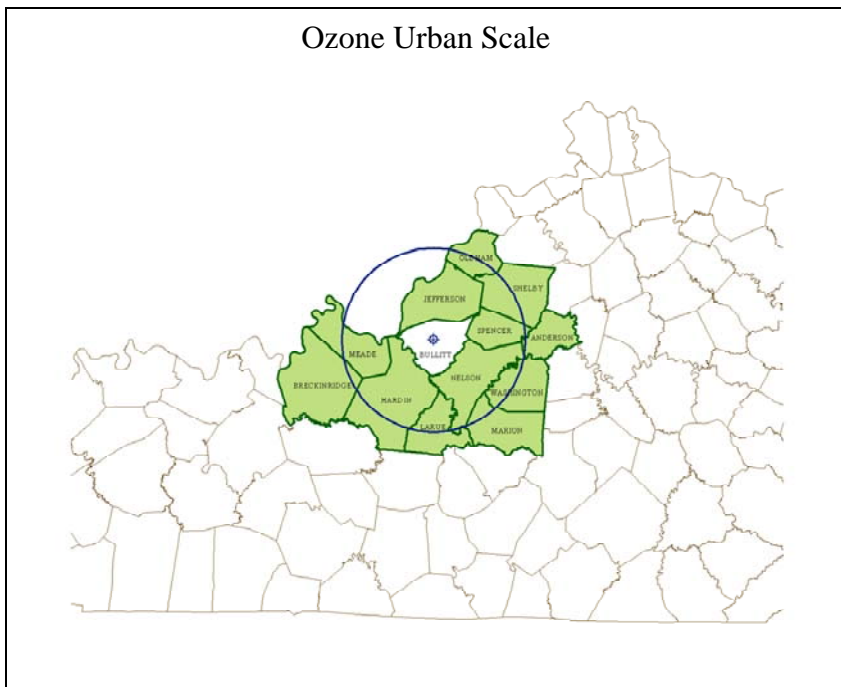 Ozone Urban Scale
OLDHAM
SHELBY
JEFFERSON
SPENCER
ANDERSON
BULLITT
MEADE
NELSON
BRECKINRIDGE
WASHINGTON
HARDIN
LARUE
MARION